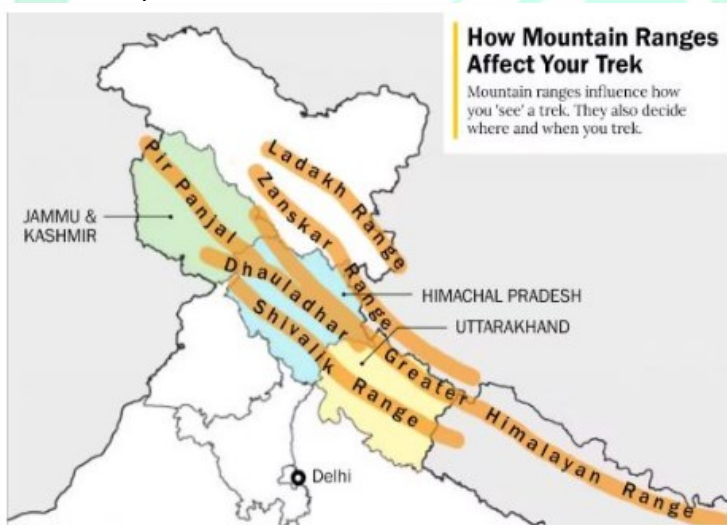 How Mountain Ranges
Affect Your Trek
Mountain ranges influence how
you 'see' a trek. They also decide
where and when you trek.
Ladakh Range
Pir Panjal
Zanskar Range
JAMMU &
KASHMIR
Dhauladhar
HIMACHAL PRADESH
Shivalik Range
UTTARAKHAND
Greater Himalayan Range
Delhi